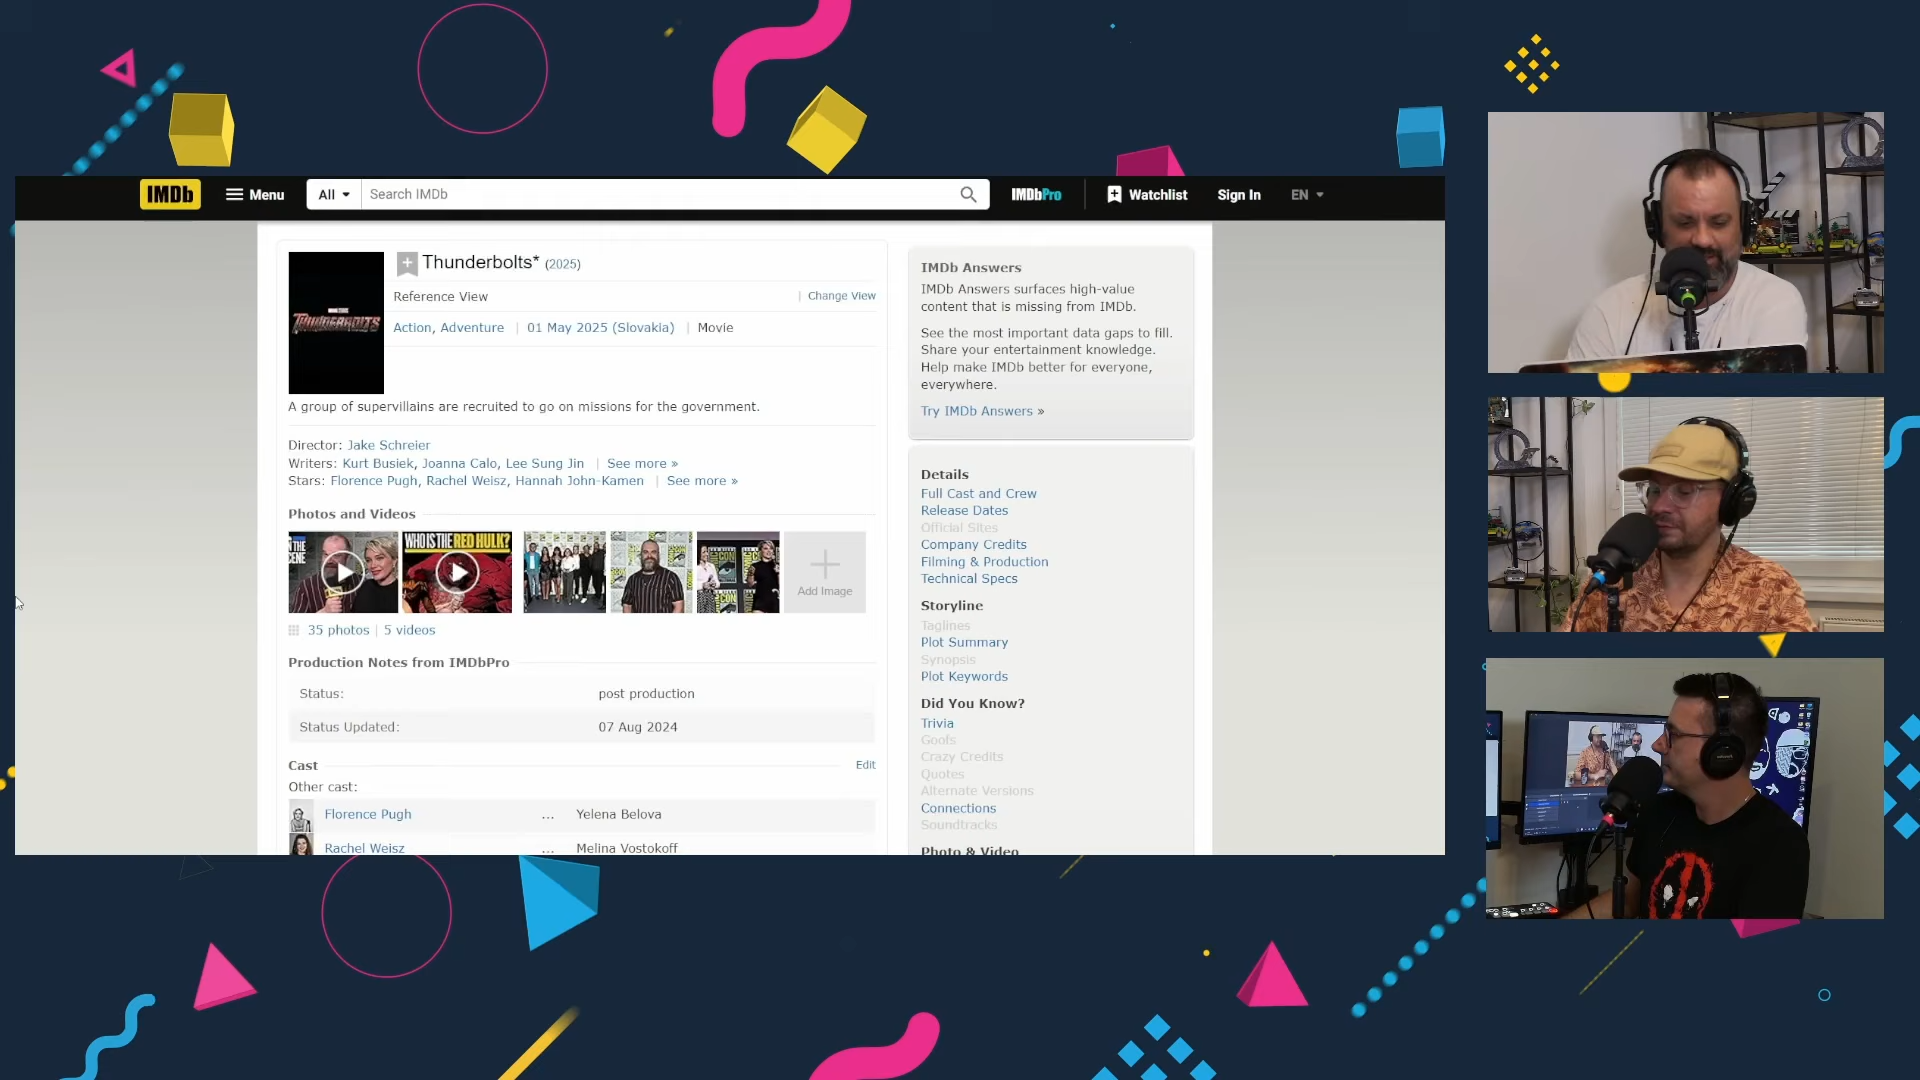 IMDb
Menu
All
Search IMDb
IMDbPro
Watchlist
Sign In
EN
Thunderbolts* (2025)
Reference View
| Change View
Action, Adventure | 01 May 2025 (Slovakia) | Movie
THUNDERBOLTS
A group of supervillains are recruited to go on missions for the government.
Director: Jake Schreier
Writers: Kurt Busiek, Joanna Calo, Lee Sung Jin | See more »
Stars: Florence Pugh, Rachel Weisz, Hannah John-Kamen | See more »
Photos and Videos
WHO IS THE RED HULK?
Add Image
35 photos | 5 videos
Production Notes from IMDbPro
Status: post production
Status Updated: 07 Aug 2024
Cast
Edit
Other cast:
Florence Pugh ... Yelena Belova
Rachel Weisz ... Melina Vostokoff
IMDb Answers
IMDb Answers surfaces high-value
content that is missing from IMDb.
See the most important data gaps to fill.
Share your entertainment knowledge.
Help make IMDb better for everyone,
everywhere.
Try IMDb Answers »
Details
Full Cast and Crew
Release Dates
Official Sites
Company Credits
Filming & Production
Technical Specs
Storyline
Taglines
Plot Summary
Synopsis
Plot Keywords
Did You Know?
Trivia
Goofs
Crazy Credits
Quotes
Alternate Versions
Connections
Soundtracks
Photo & Video